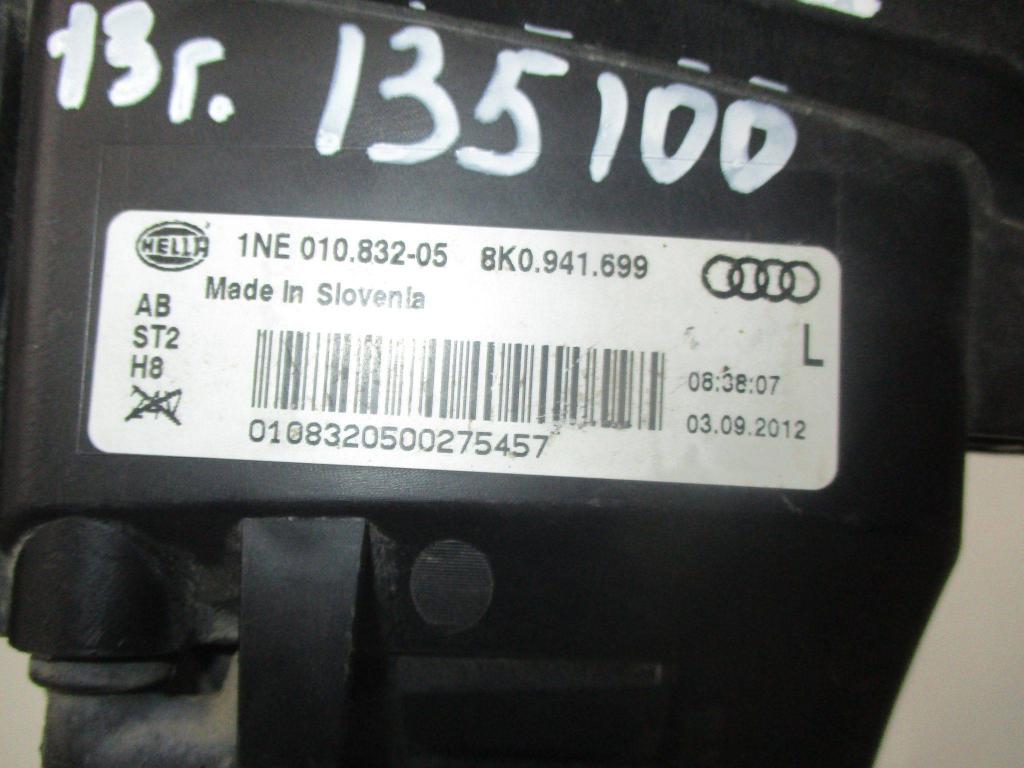 13г. 135100
HELLA 1NE 010.832-05 8K0.941.699
Made in Slovenia
AB
ST2
H8
24V
L
08:38:07
03.09.2012
0108320500275457